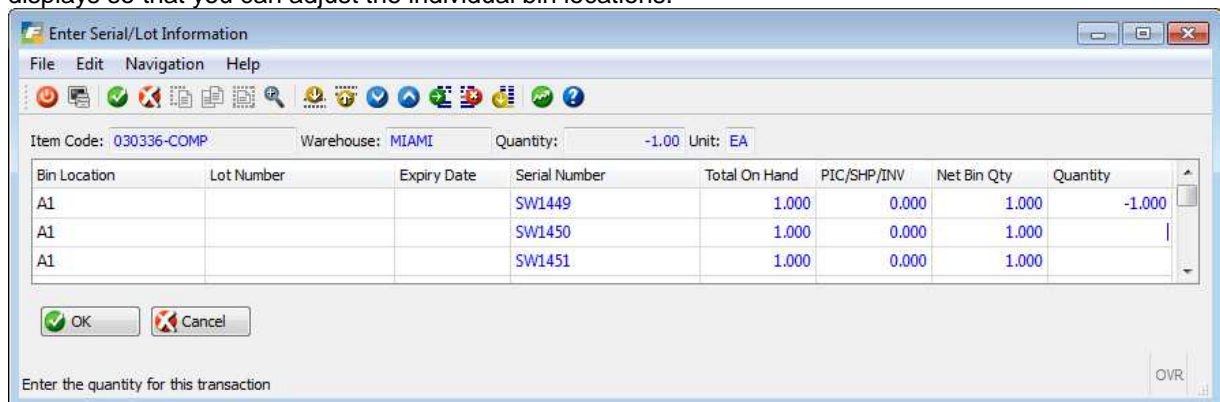 displays so that you can adjust the individual bin locations.
Enter Serial/Lot Information
File Edit Navigation Help
Item Code: 030336-COMP Warehouse: MIAMI Quantity: -1.00 Unit: EA
Bin Location Lot Number Expiry Date Serial Number Total On Hand PIC/SHP/INV Net Bin Qty Quantity
A1 SW1449 1.000 0.000 1.000 -1.000
A1 SW1450 1.000 0.000 1.000
A1 SW1451 1.000 0.000 1.000
OK Cancel
Enter the quantity for this transaction OVR